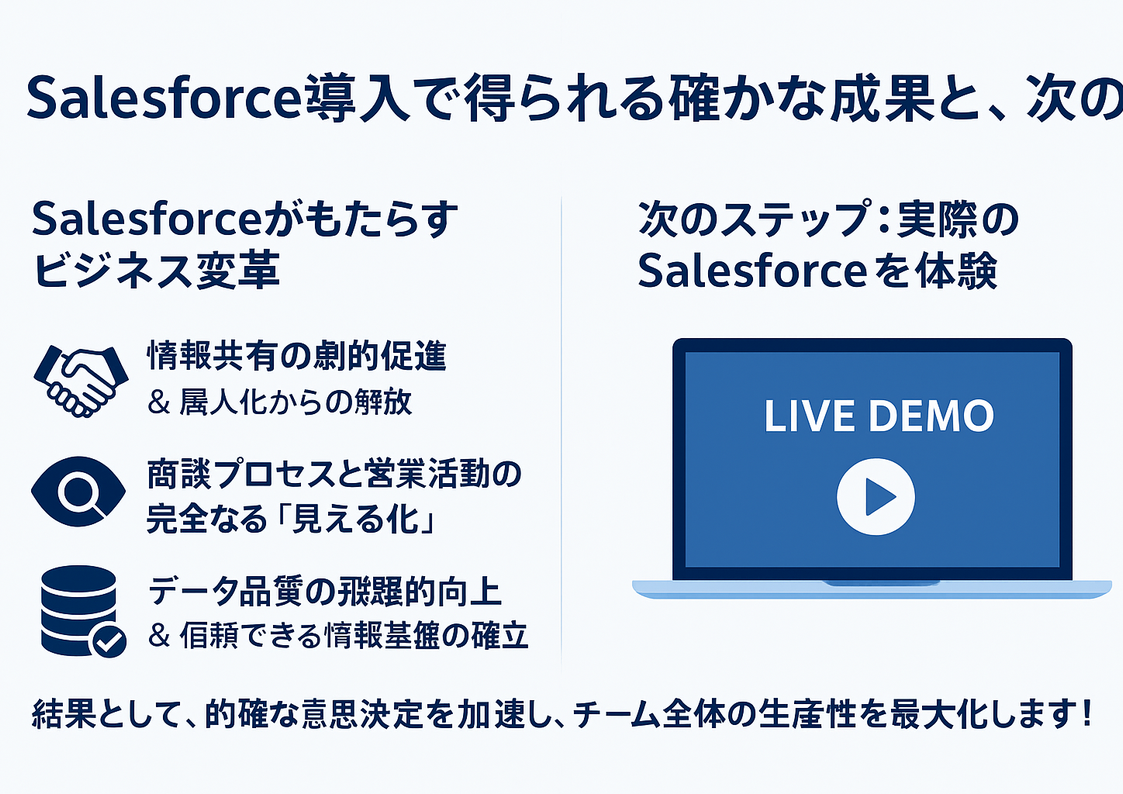 Salesforce導入で得られる確かな成果と、次の
Salesforceがもたらす
ビジネス変革
情報共有の劇的促進
& 属人化からの解放
商談プロセスと営業活動の
完全なる「見える化」
データ品質の飛躍的向上
& 信頼できる情報基盤の確立
次のステップ：実際の
Salesforceを体験
LIVE DEMO
結果として、的確な意思決定を加速し、チーム全体の生産性を最大化します！